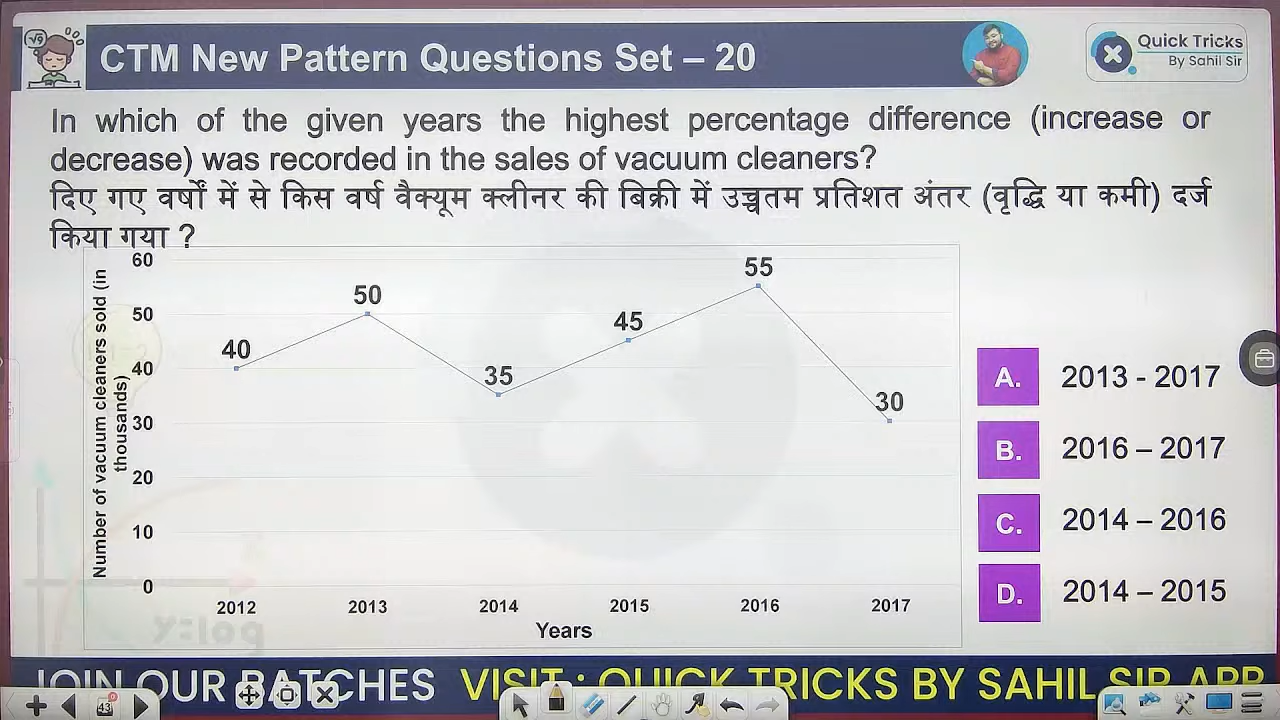 CTM New Pattern Questions Set – 20
Quick Tricks
By Sahil Sir
In which of the given years the highest percentage difference (increase or
decrease) was recorded in the sales of vacuum cleaners?
दिए गए वर्षों में से किस वर्ष वैक्यूम क्लीनर की बिक्री में उच्चतम प्रतिशत अंतर (वृद्धि या कमी) दर्ज
किया गया ?
Number of vacuum cleaners sold (in
thousands)
60
50
40
30
20
10
0
40
50
35
45
55
30
2012 2013 2014 2015 2016 2017
Years
A. 2013 - 2017
B. 2016 – 2017
C. 2014 – 2016
D. 2014 – 2015
y=log
JOIN OUR BATCHES VISIT : QUICK TRICKS BY SAHIL SIR APP
43